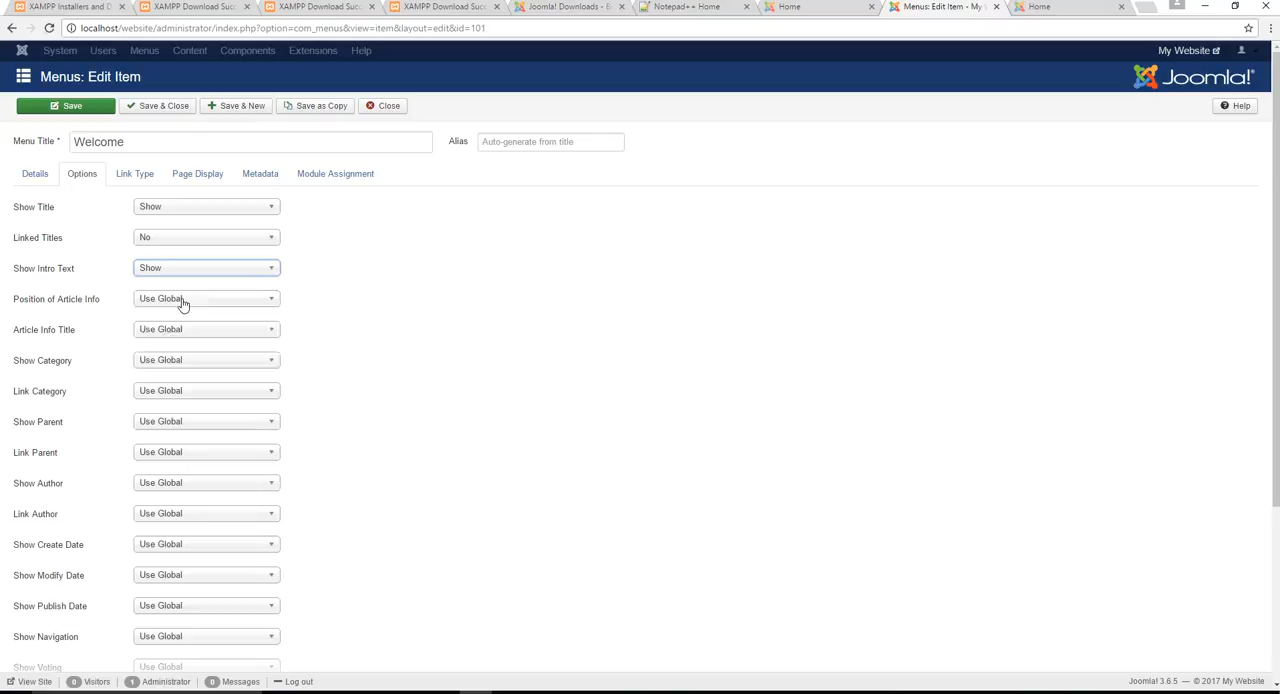 XAMPP Installers and D
XAMPP Download Succ
XAMPP Download Succ
XAMPP Download Succ
Joomla! Downloads - E
Notepad++ Home
Home
Menus: Edit Item - My W
Home
localhost/website/administrator/index.php?option=com_menus&view=item&layout=edit&id=101
System Users Menus Content Components Extensions Help My Website
Menus: Edit Item Joomla!®
Save Save & Close Save & New Save as Copy Close Help
Menu Title * Welcome Alias Auto-generate from title
Details Options Link Type Page Display Metadata Module Assignment
Show Title Show
Linked Titles No
Show Intro Text Show
Position of Article Info Use Global
Article Info Title Use Global
Show Category Use Global
Link Category Use Global
Show Parent Use Global
Link Parent Use Global
Show Author Use Global
Link Author Use Global
Show Create Date Use Global
Show Modify Date Use Global
Show Publish Date Use Global
Show Navigation Use Global
Show Voting Use Global
View Site 0 Visitors 1 Administrator 0 Messages Log out Joomla! 3.6.5 — © 2017 My Website